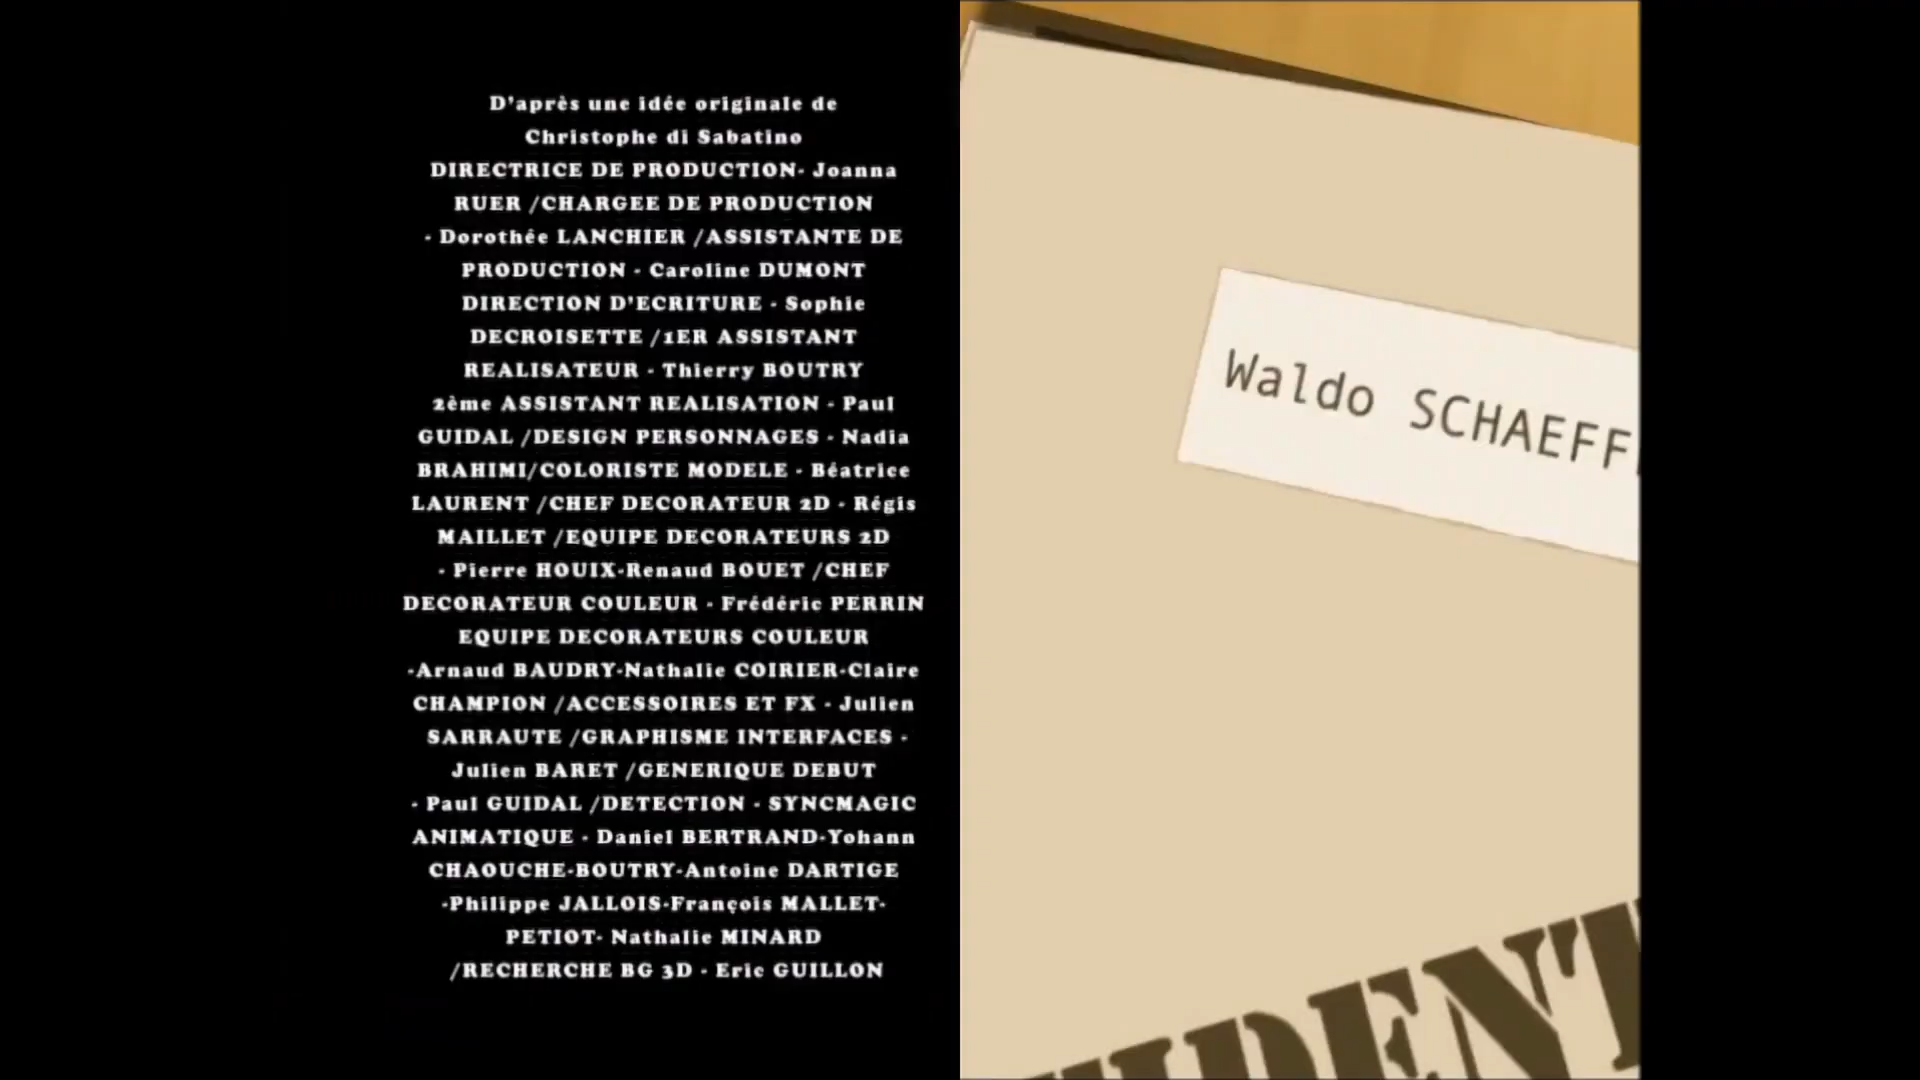 D'après une idée originale de
Christophe di Sabatino
DIRECTRICE DE PRODUCTION- Joanna
RUER /CHARGEE DE PRODUCTION
- Dorothée LANCHIER /ASSISTANTE DE
PRODUCTION - Caroline DUMONT
DIRECTION D'ECRITURE - Sophie
DECROISETTE /1ER ASSISTANT
REALISATEUR - Thierry BOUTRY
2ème ASSISTANT REALISATION - Paul
GUIDAL /DESIGN PERSONNAGES - Nadia
BRAHIMI/COLORISTE MODELE - Béatrice
LAURENT /CHEF DECORATEUR 2D - Régis
MAILLET /EQUIPE DECORATEURS 2D
- Pierre HOUIX-Renaud BOUET /CHEF
DECORATEUR COULEUR - Frédéric PERRIN
EQUIPE DECORATEURS COULEUR
-Arnaud BAUDRY-Nathalie COIRIER-Claire
CHAMPION /ACCESSOIRES ET FX - Julien
SARRAUTE /GRAPHISME INTERFACES -
Julien BARET /GENERIQUE DEBUT
- Paul GUIDAL /DETECTION - SYNCMAGIC
ANIMATIQUE - Daniel BERTRAND-Yohann
CHAOUCHE-BOUTRY-Antoine DARTIGE
-Philippe JALLOIS-François MALLET-
PETIOT- Nathalie MINARD
/RECHERCHE BG 3D - Eric GUILLON
Waldo SCHAEFF
IDENT